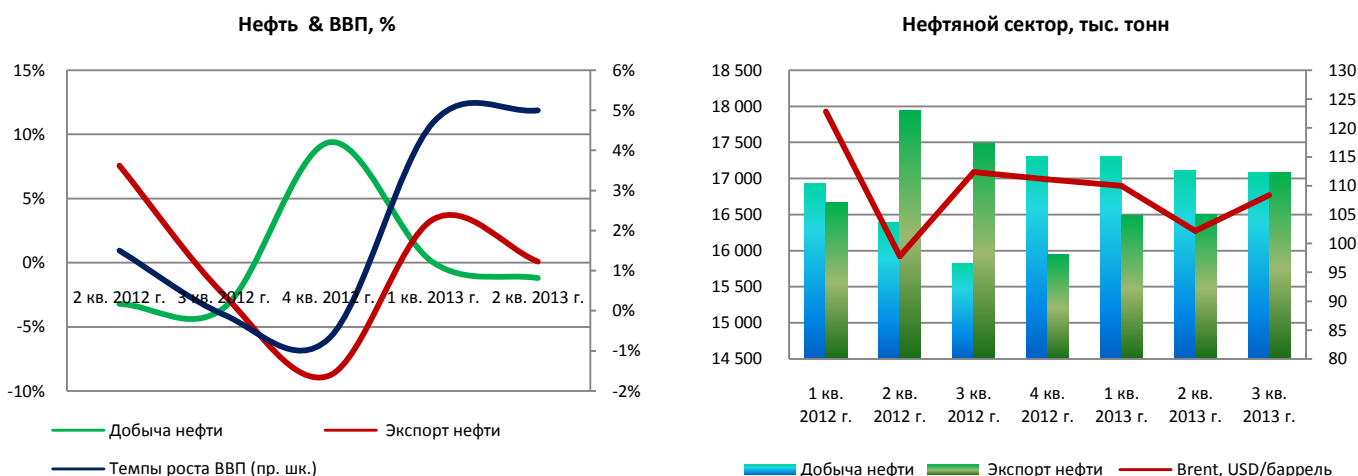 Нефть & ВВП, %
15%
10%
5%
0%
-5%
-10%
6%
5%
4%
3%
2%
1%
0%
-1%
-2%
2 кв. 2012 г.
3 кв. 2012 г.
4 кв. 2012 г.
1 кв. 2013 г.
2 кв. 2013 г.
Добыча нефти
Экспорт нефти
Темпы роста ВВП (пр. шк.)
Нефтяной сектор, тыс. тонн
18 500
18 000
17 500
17 000
16 500
16 000
15 500
15 000
14 500
130
125
120
115
110
105
100
95
90
85
80
1 кв.
2012 г.
2 кв.
2012 г.
3 кв.
2012 г.
4 кв.
2012 г.
1 кв.
2013 г.
2 кв.
2013 г.
3 кв.
2013 г.
Добыча нефти
Экспорт нефти
Brent, USD/баррель